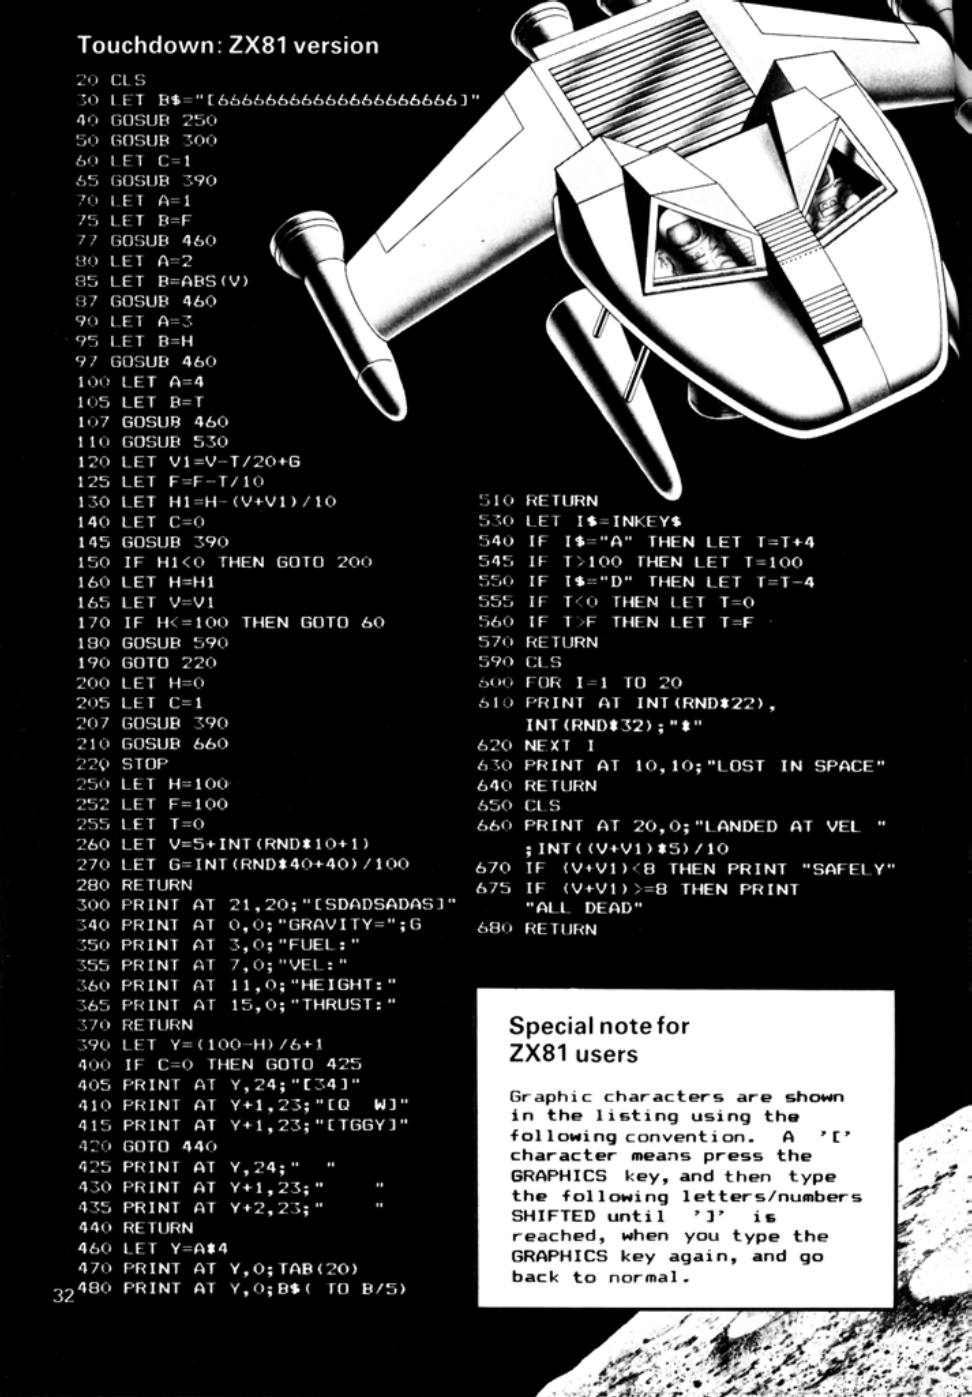 Touchdown: ZX81 version
20 CLS
30 LET B$="[66666666666666666666]"
40 GOSUB 250
50 GOSUB 300
60 LET C=1
65 GOSUB 390
70 LET A=1
75 LET B=F
77 GOSUB 460
80 LET A=2
85 LET B=ABS(V)
87 GOSUB 460
90 LET A=3
95 LET B=H
97 GOSUB 460
100 LET A=4
105 LET B=T
107 GOSUB 460
110 GOSUB 530
120 LET V1=V-T/20+G
125 LET F=F-T/10
130 LET H1=H-(V+V1)/10
140 LET C=0
145 GOSUB 390
150 IF H1<0 THEN GOTO 200
160 LET H=H1
165 LET V=V1
170 IF H<=100 THEN GOTO 60
180 GOSUB 590
190 GOTO 220
200 LET H=0
205 LET C=1
207 GOSUB 390
210 GOSUB 660
220 STOP
250 LET H=100
252 LET F=100
255 LET T=0
260 LET V=5+INT(RND*10+1)
270 LET G=INT(RND*40+40)/100
280 RETURN
300 PRINT AT 21,20;"[SDADSADAS]"
340 PRINT AT 0,0;"GRAVITY=";G
350 PRINT AT 3,0;"FUEL:"
355 PRINT AT 7,0;"VEL:"
360 PRINT AT 11,0;"HEIGHT:"
365 PRINT AT 15,0;"THRUST:"
370 RETURN
390 LET Y=(100-H)/6+1
400 IF C=0 THEN GOTO 425
405 PRINT AT Y,24;"[34]"
410 PRINT AT Y+1,23;"[Q  W]"
415 PRINT AT Y+1,23;"[TGGY]"
420 GOTO 440
425 PRINT AT Y,24;"  "
430 PRINT AT Y+1,23;"    "
435 PRINT AT Y+2,23;"    "
440 RETURN
460 LET Y=A*4
470 PRINT AT Y,0;TAB(20)
480 PRINT AT Y,0;B$( TO B/5)
32
510 RETURN
530 LET I$=INKEY$
540 IF I$="A" THEN LET T=T+4
545 IF T>100 THEN LET T=100
550 IF I$="D" THEN LET T=T-4
555 IF T<0 THEN LET T=0
560 IF T>F THEN LET T=F
570 RETURN
590 CLS
600 FOR I=1 TO 20
610 PRINT AT INT(RND*22),
INT(RND*32);"*"
620 NEXT I
630 PRINT AT 10,10;"LOST IN SPACE"
640 RETURN
650 CLS
660 PRINT AT 20,0;"LANDED AT VEL "
;INT((V+V1)*5)/10
670 IF (V+V1)<8 THEN PRINT "SAFELY"
675 IF (V+V1)>=8 THEN PRINT
"ALL DEAD"
680 RETURN
Special note for
ZX81 users
Graphic characters are shown
in the listing using the
following convention. A '['
character means press the
GRAPHICS key, and then type
the following letters/numbers
SHIFTED until ']' is
reached, when you type the
GRAPHICS key again, and go
back to normal.